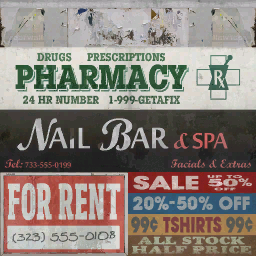 DRUGS PRESCRIPTIONS
PHARMACY
R
24 HR NUMBER 1-999-GETAFIX
NAIL BAR & SPA
Tel: 733-555-0199 Facials & Extras
FOR RENT
(323) 555-0108
SALE UP TO 50% OFF
20%-50% OFF
99¢ TSHIRTS 99¢
ALL STOCK
HALF PRICE